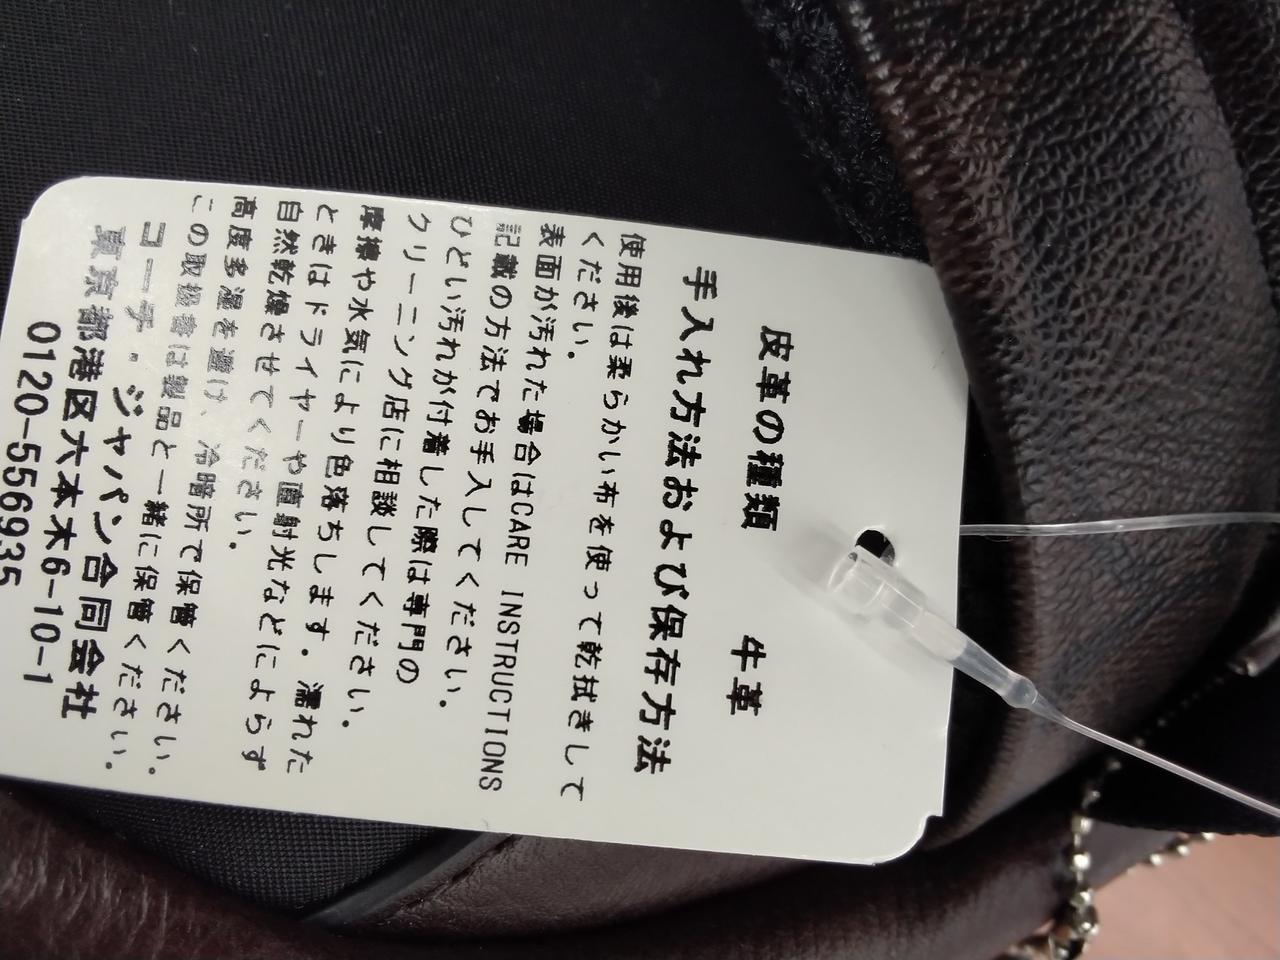 皮革の種類 牛革
手入れ方法および保存方法
使用後は柔らかい布を使って乾拭きして
ください。
表面が汚れた場合はCARE INSTRUCTIONS
記載の方法でお手入してください。
ひどい汚れが付着した際は専門の
クリーニング店に相談してください。
摩擦や水気により色落ちします。濡れた
ときはドライヤーや直射光などによらず
自然乾燥させてください。
高度多湿を避け、冷暗所で保管ください。
この取扱書は製品と一緒に保管ください。
コーチ・ジャパン合同会社
東京都港区六本木6-10-1
0120-556935